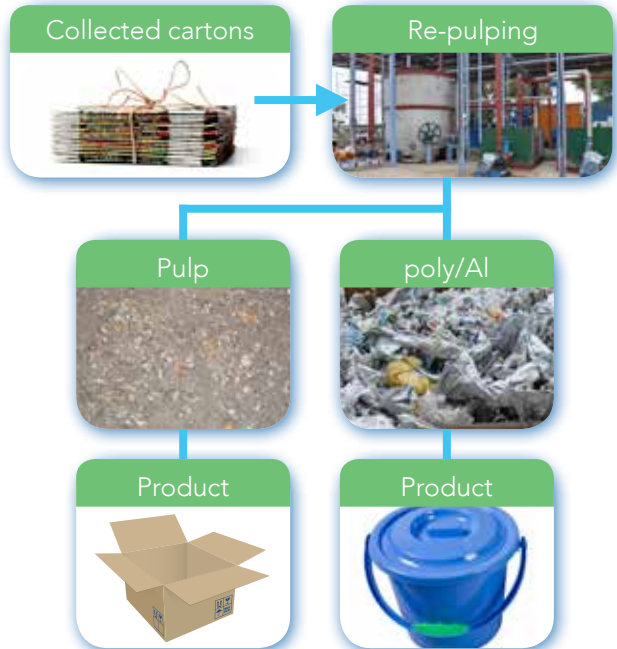 Collected cartons
Re-pulping
Pulp
poly/Al
Product
Product